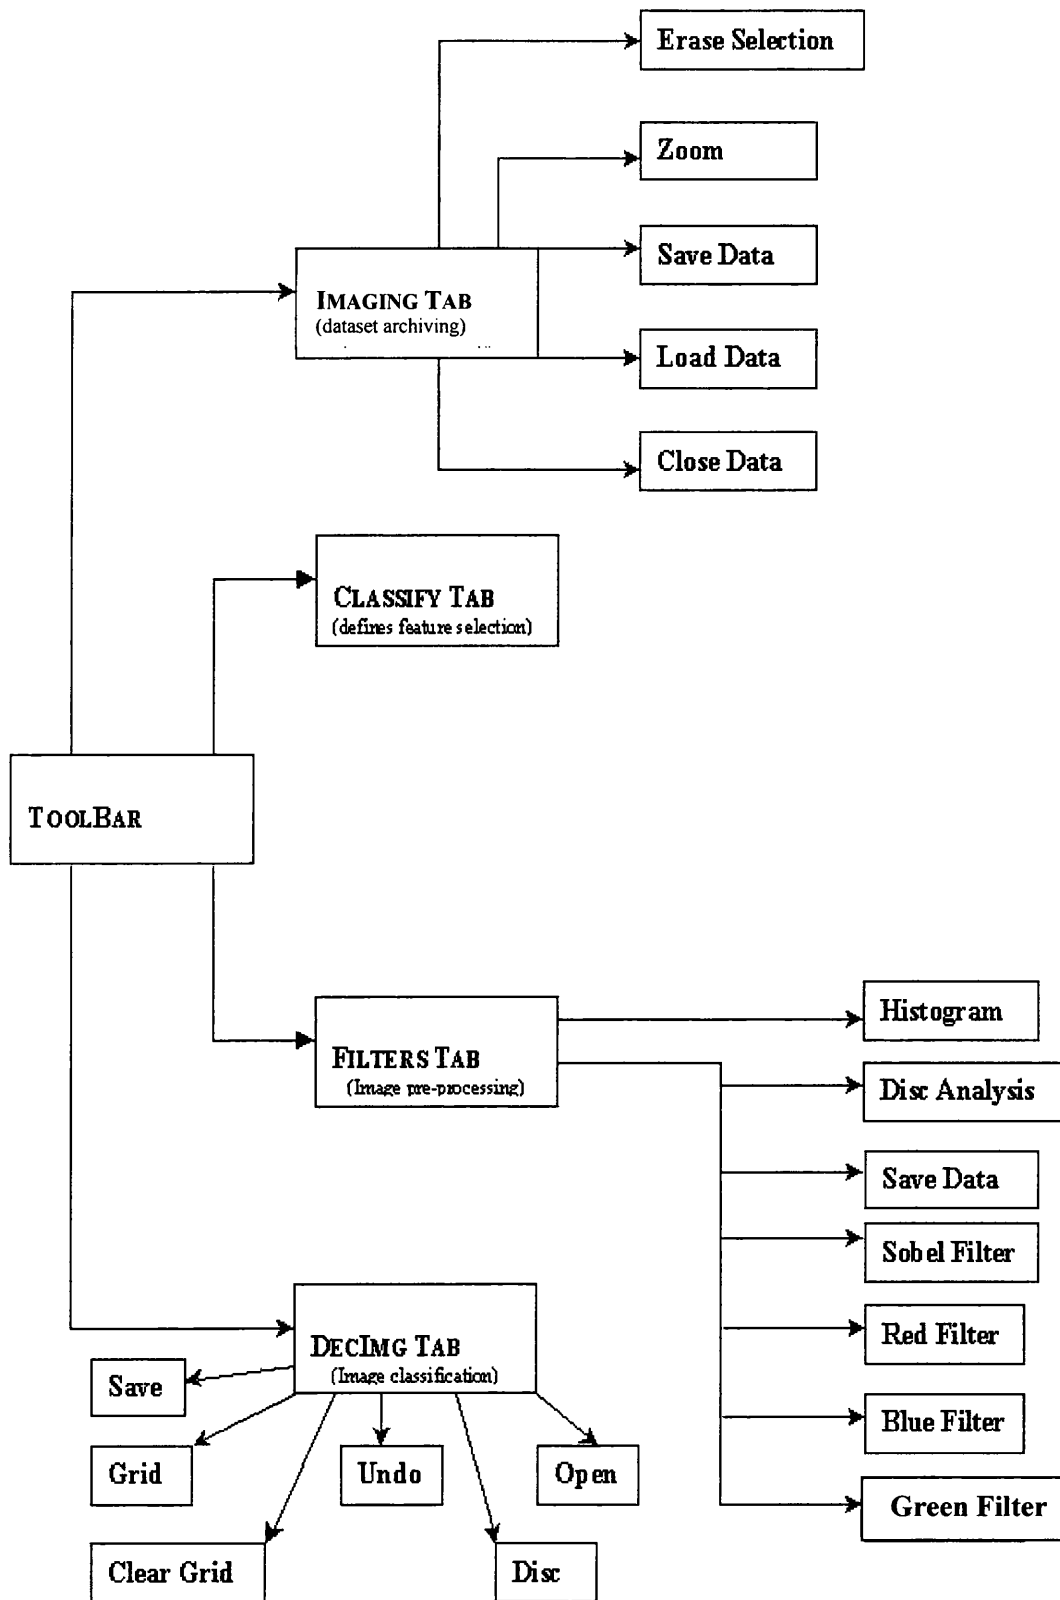 Erase Selection
Zoom
Save Data
IMAGING TAB
(dataset archiving)
Load Data
Close Data
CLASSIFY TAB
(defines feature selection)
TOOLBAR
Histogram
FILTERS TAB
(Image pre-processing)
Disc Analysis
Save Data
Sobel Filter
Red Filter
DECIMG TAB
(Image classification)
Save
Blue Filter
Grid
Undo
Open
Green Filter
Clear Grid
Disc